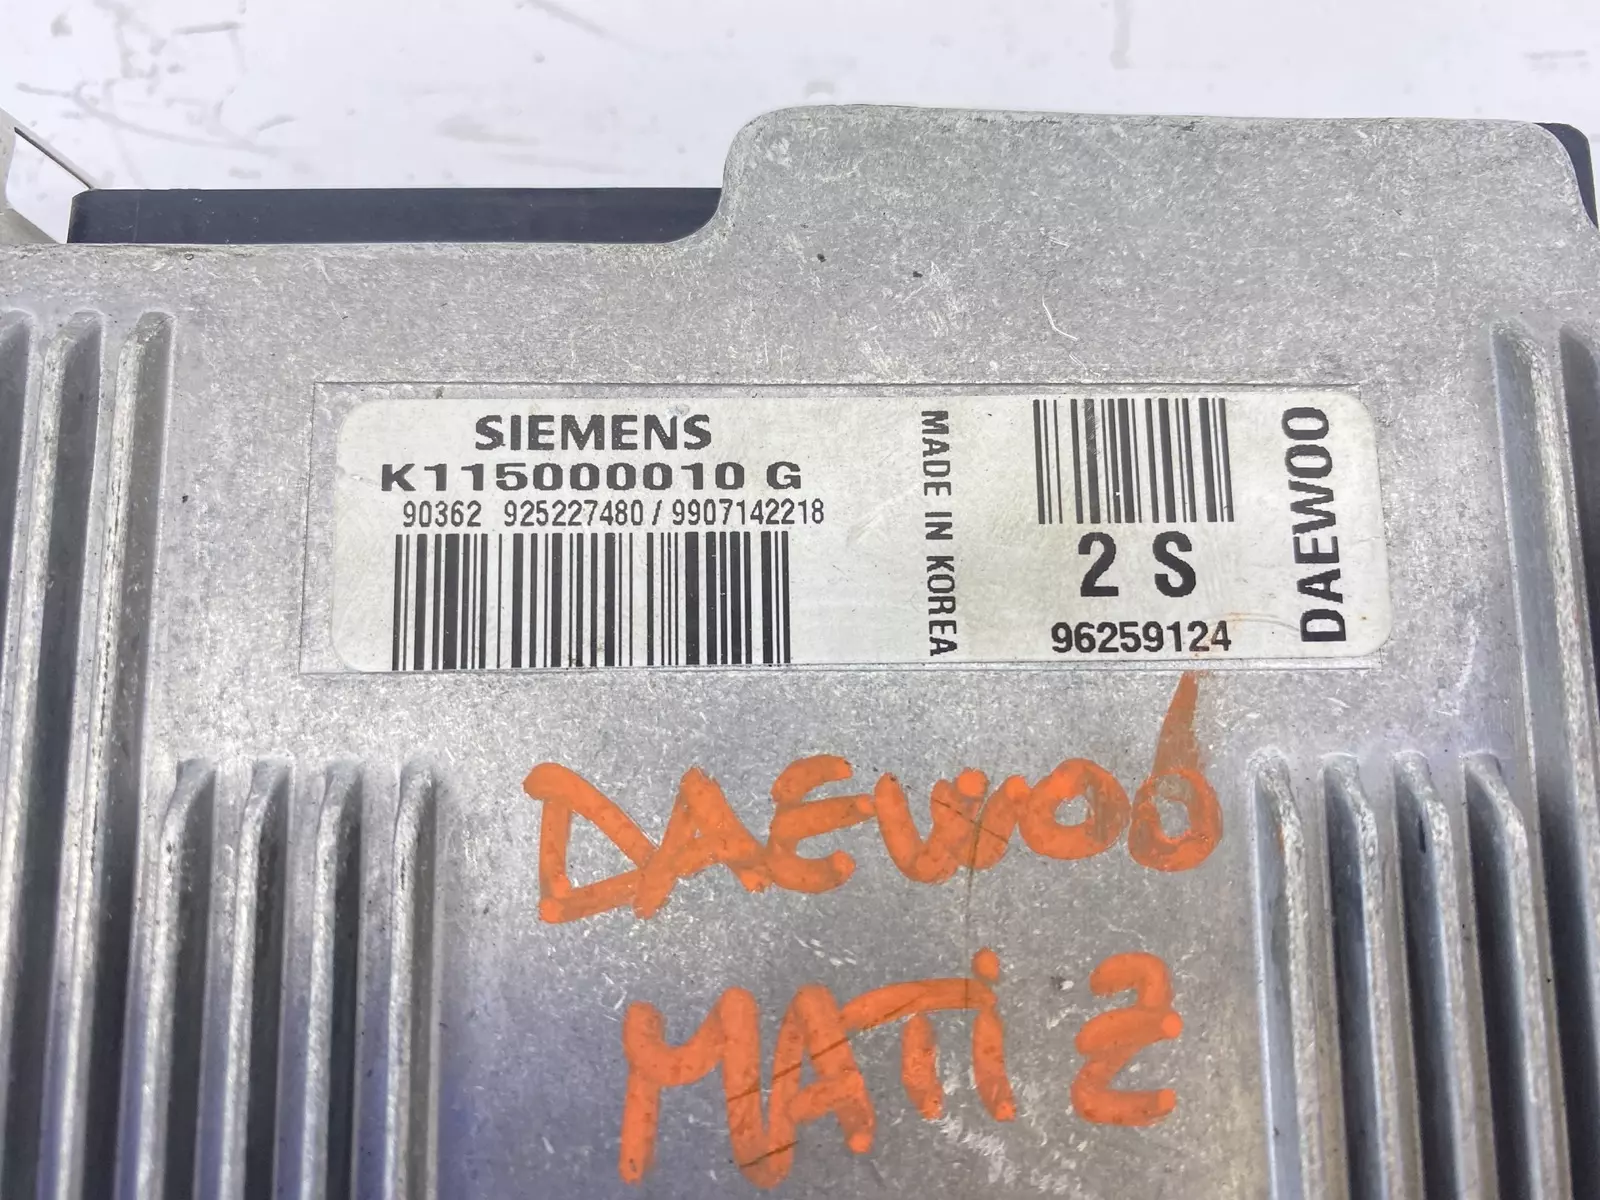 SIEMENS
K115000010 G
90362 925227480 / 9907142218
MADE IN KOREA
2 S
96259124
DAEWOO
DAEWOO
MATIZ